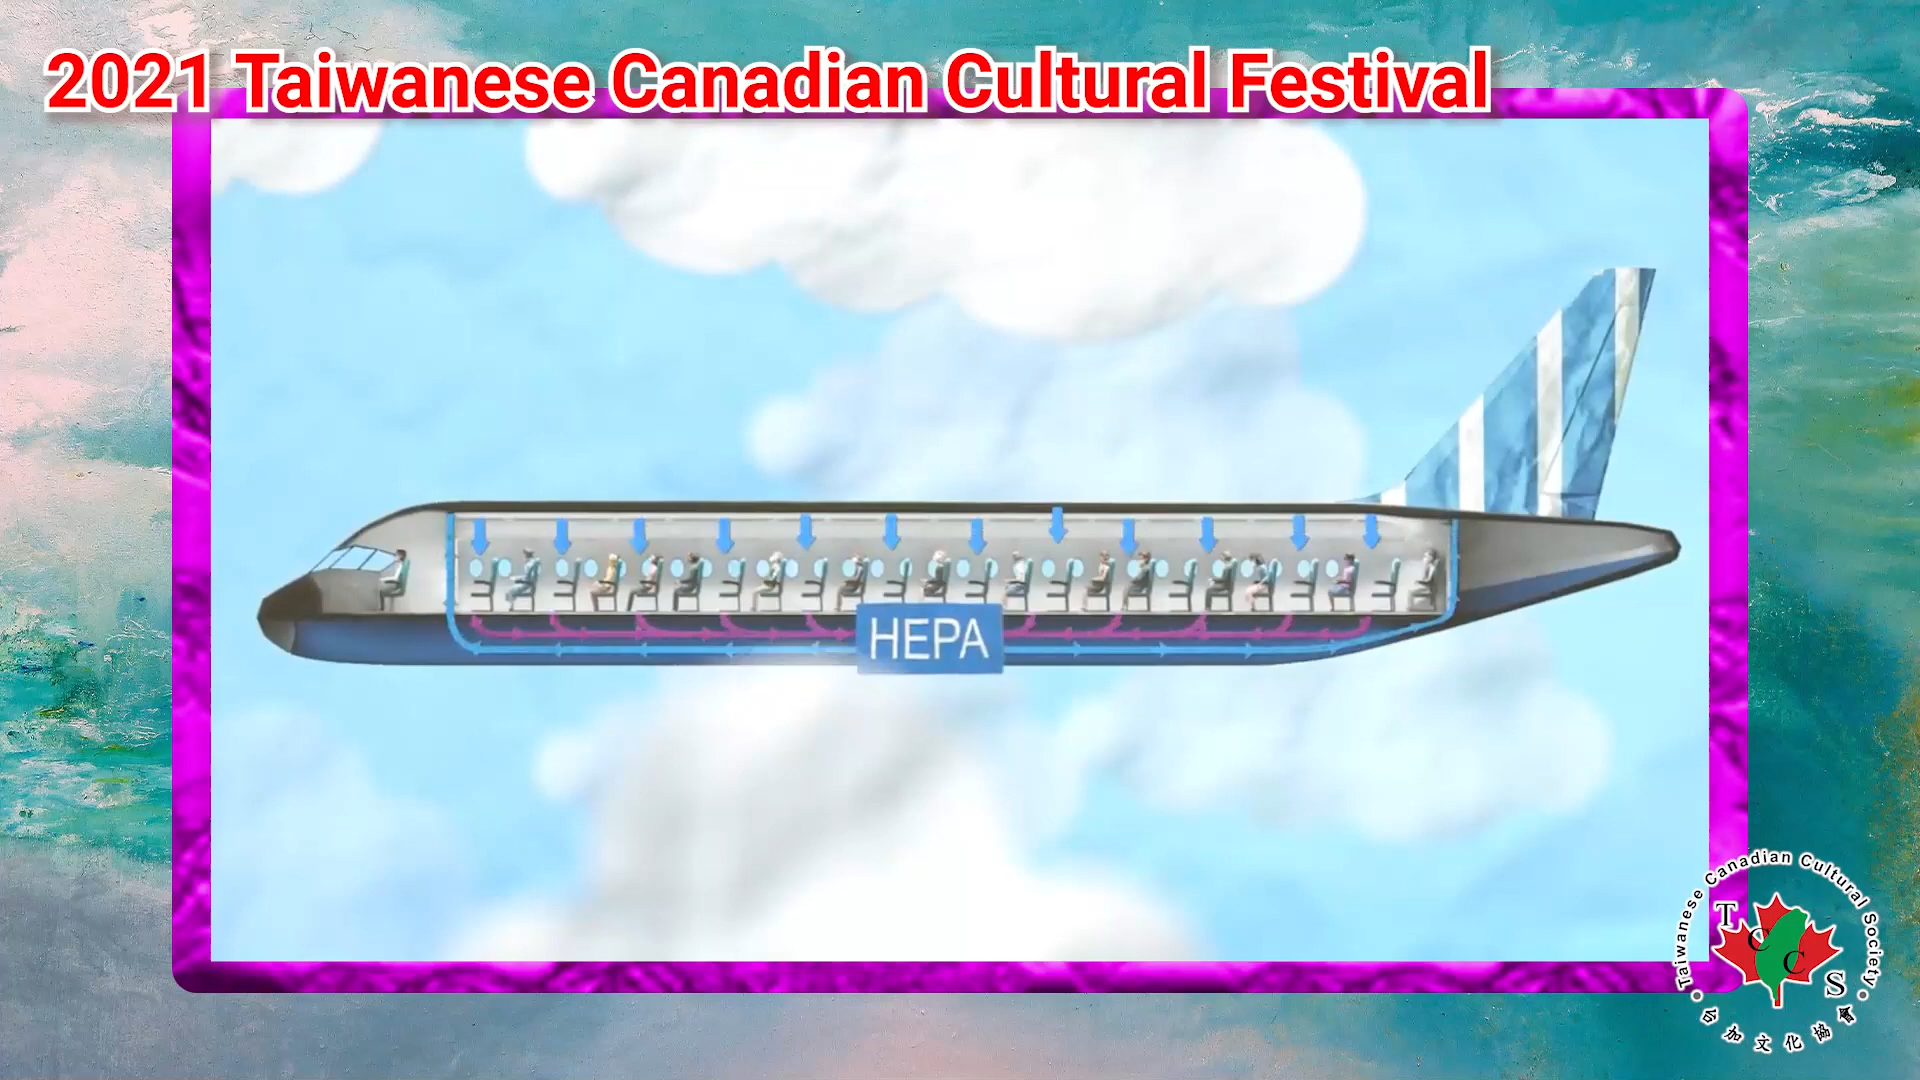 2021 Taiwanese Canadian Cultural Festival
HEPA
Taiwanese Canadian Cultural Society
T C C S
台加文化協會